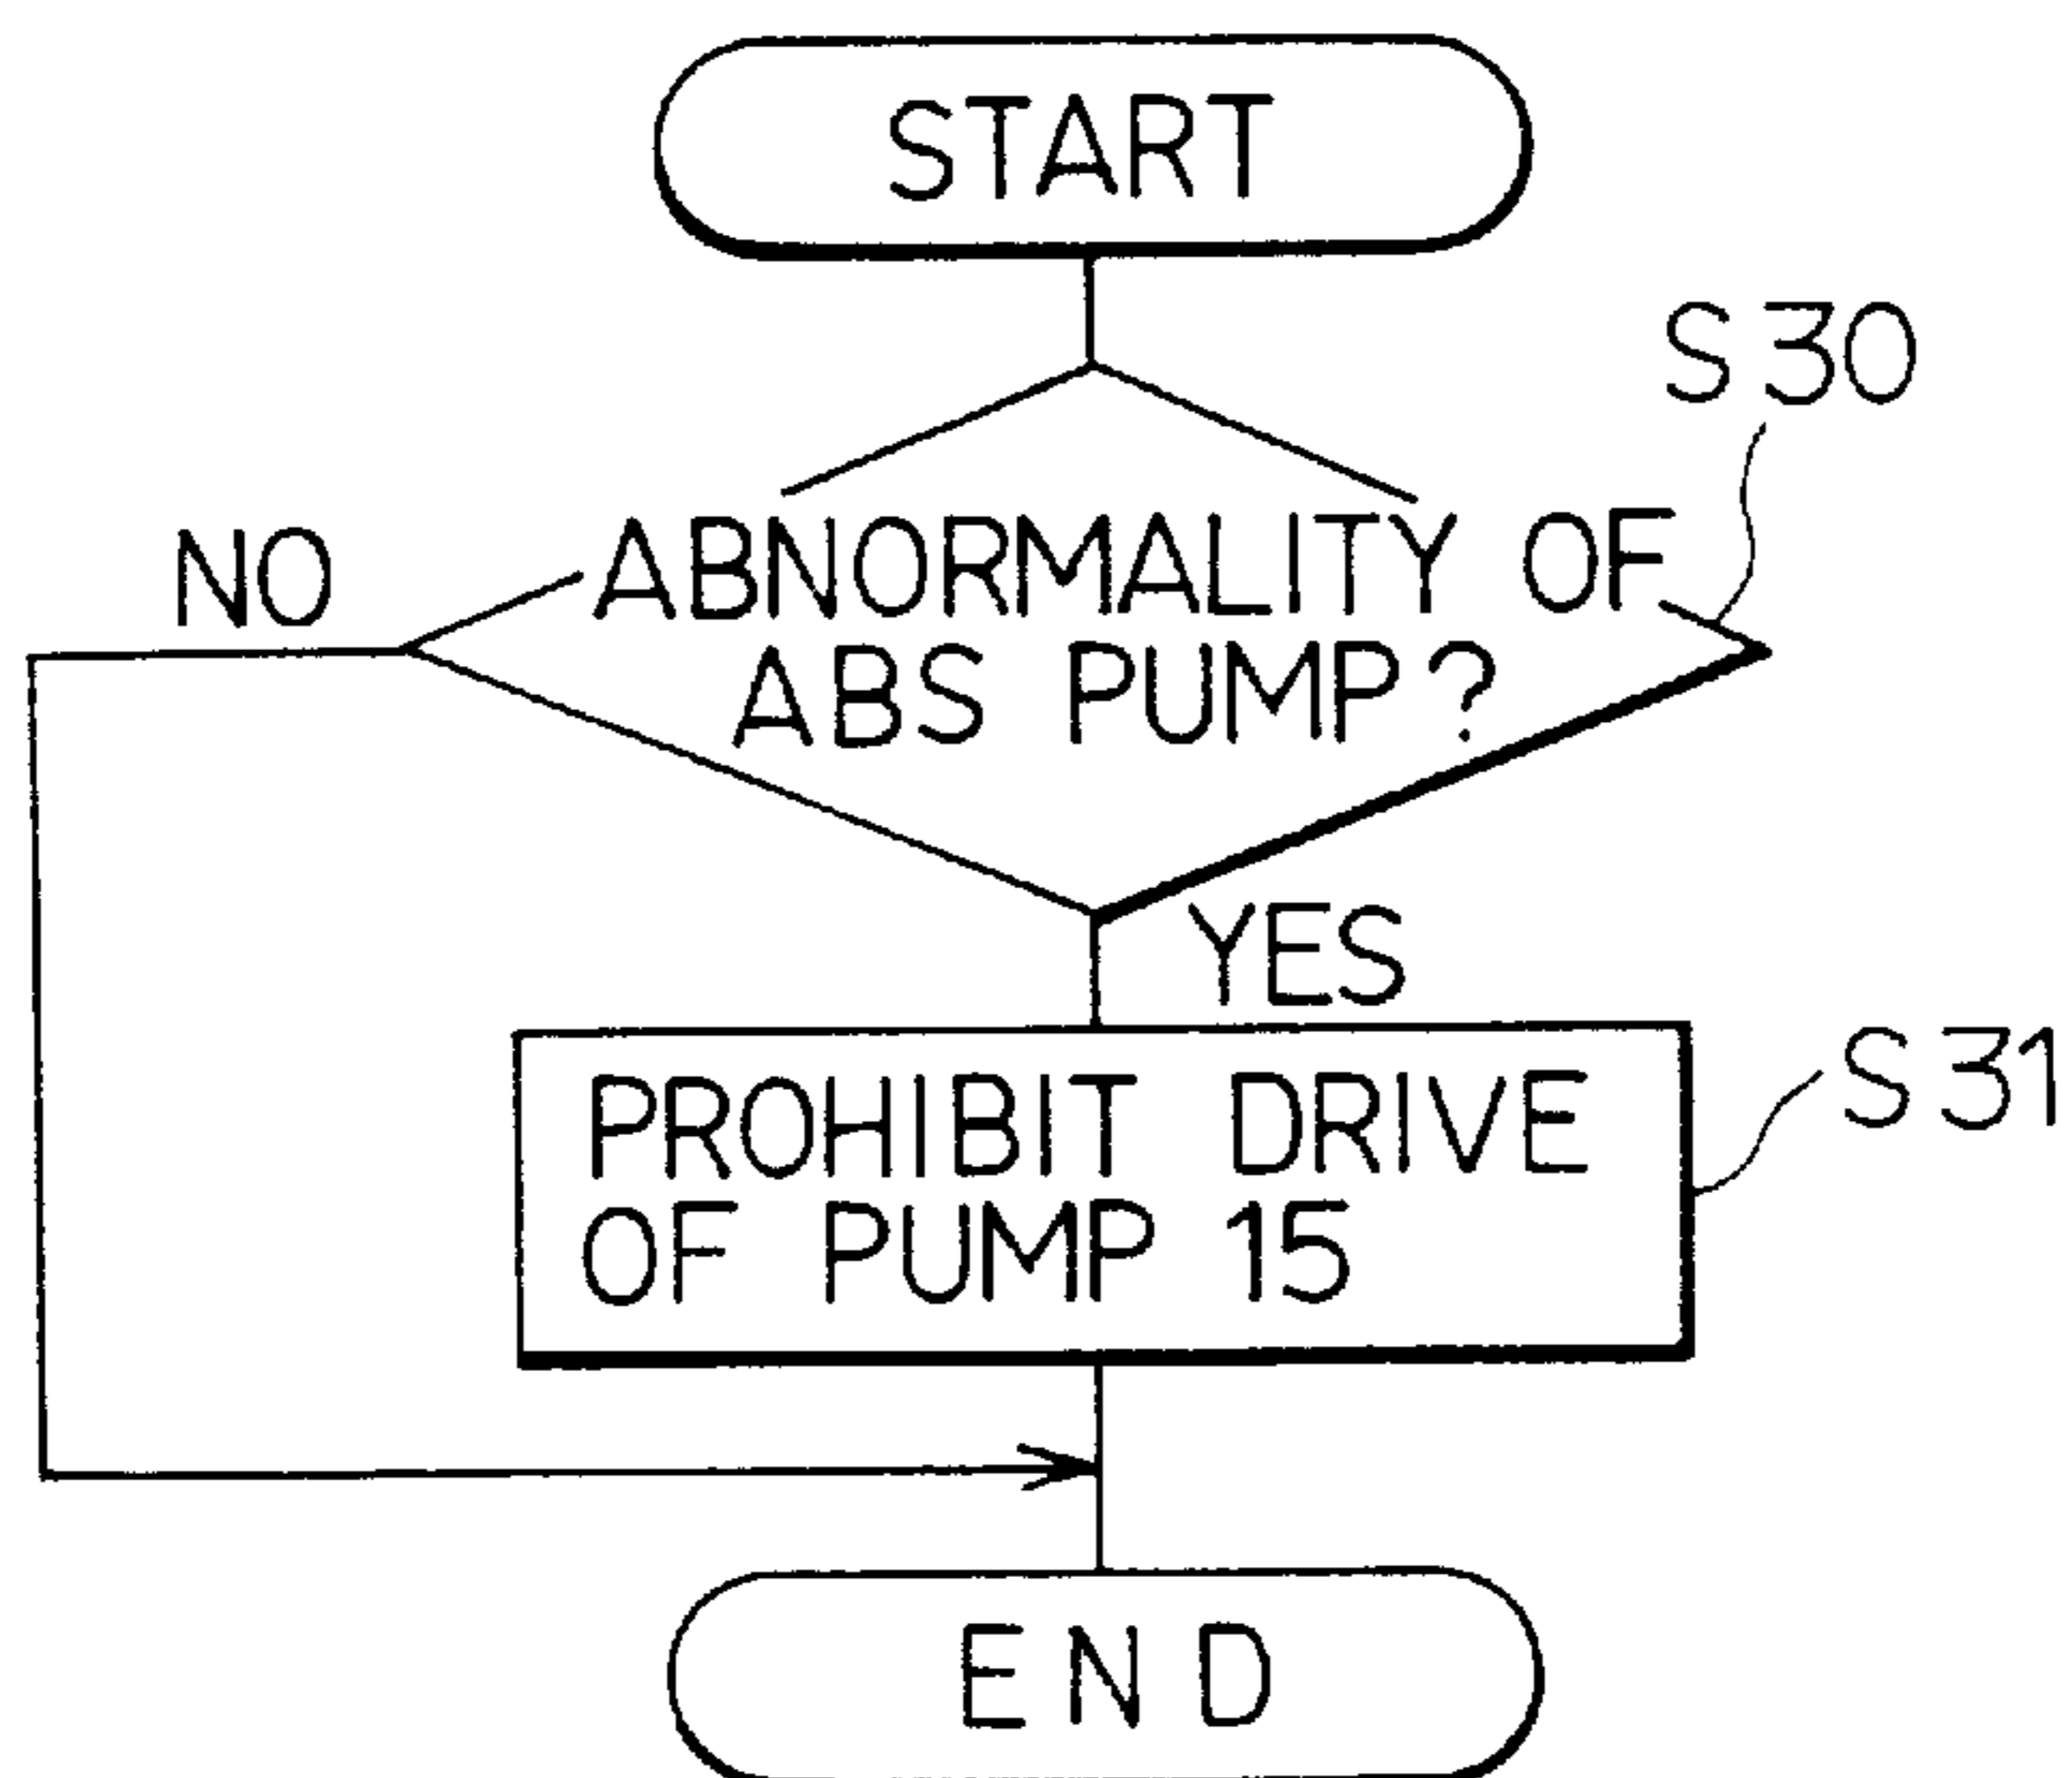 START
S30
NO
ABNORMALITY OF
ABS PUMP?
YES
PROHIBIT DRIVE
OF PUMP 15
S31
END